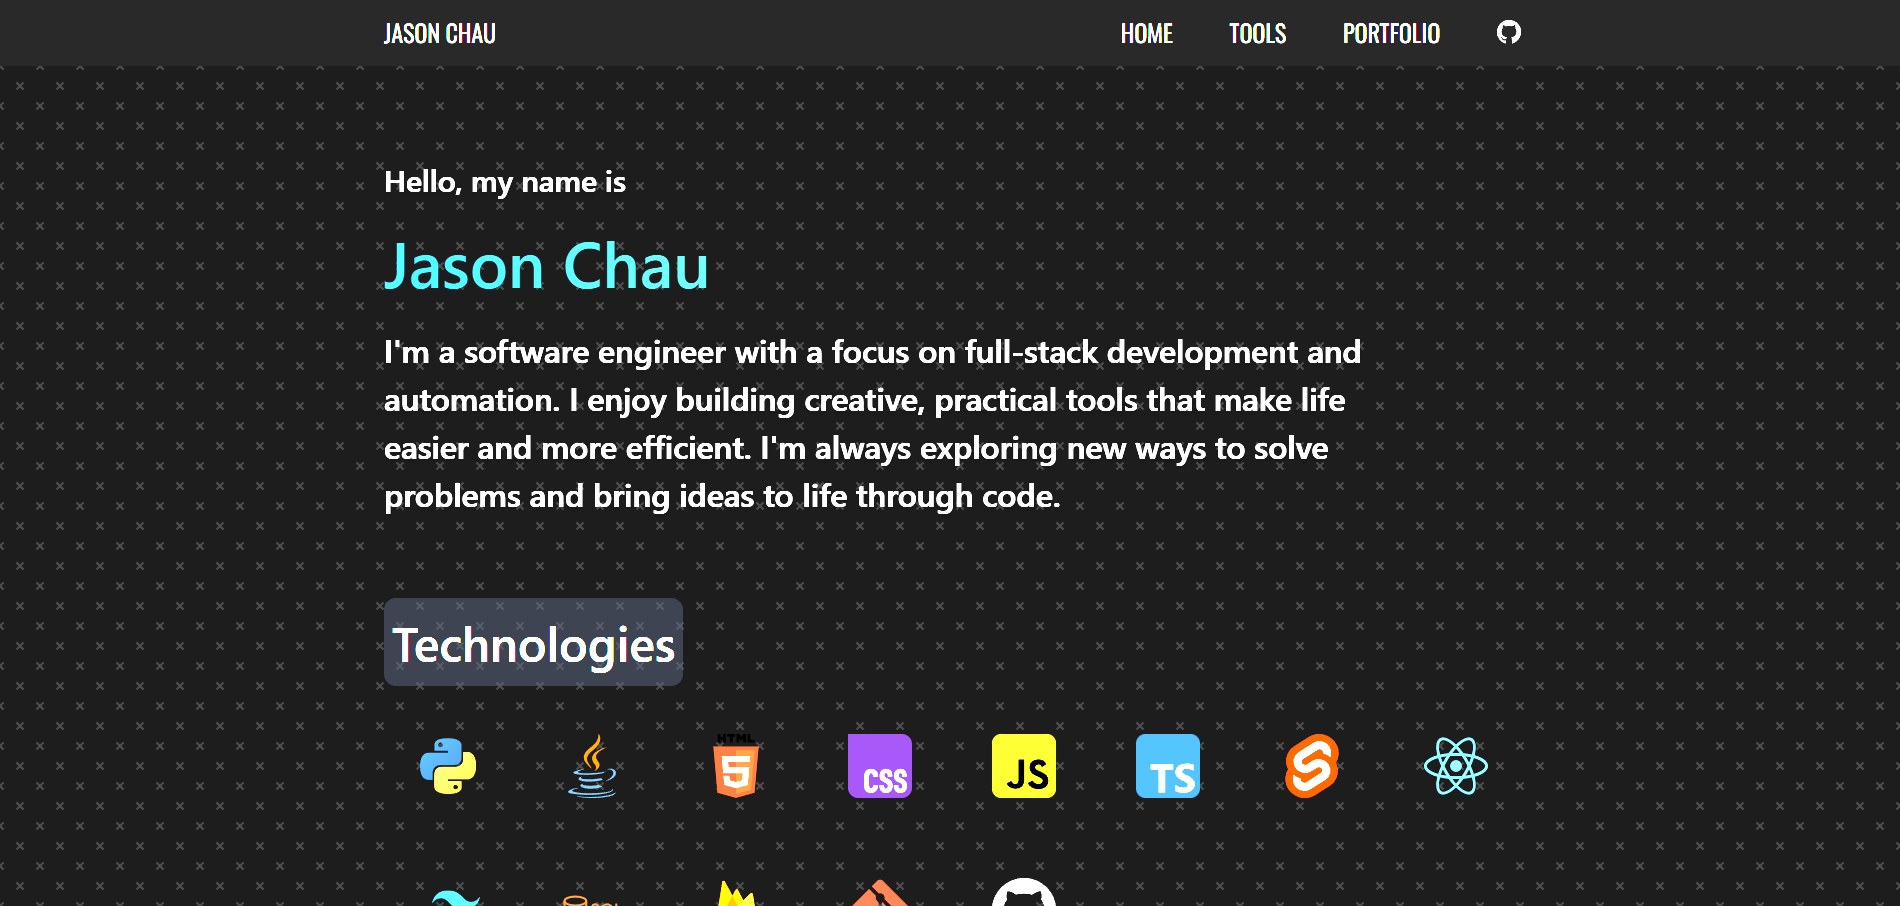 JASON CHAU
HOME TOOLS PORTFOLIO
Hello, my name is
Jason Chau
I'm a software engineer with a focus on full-stack development and
automation. I enjoy building creative, practical tools that make life
easier and more efficient. I'm always exploring new ways to solve
problems and bring ideas to life through code.
Technologies
HTML
5
CSS
JS
TS